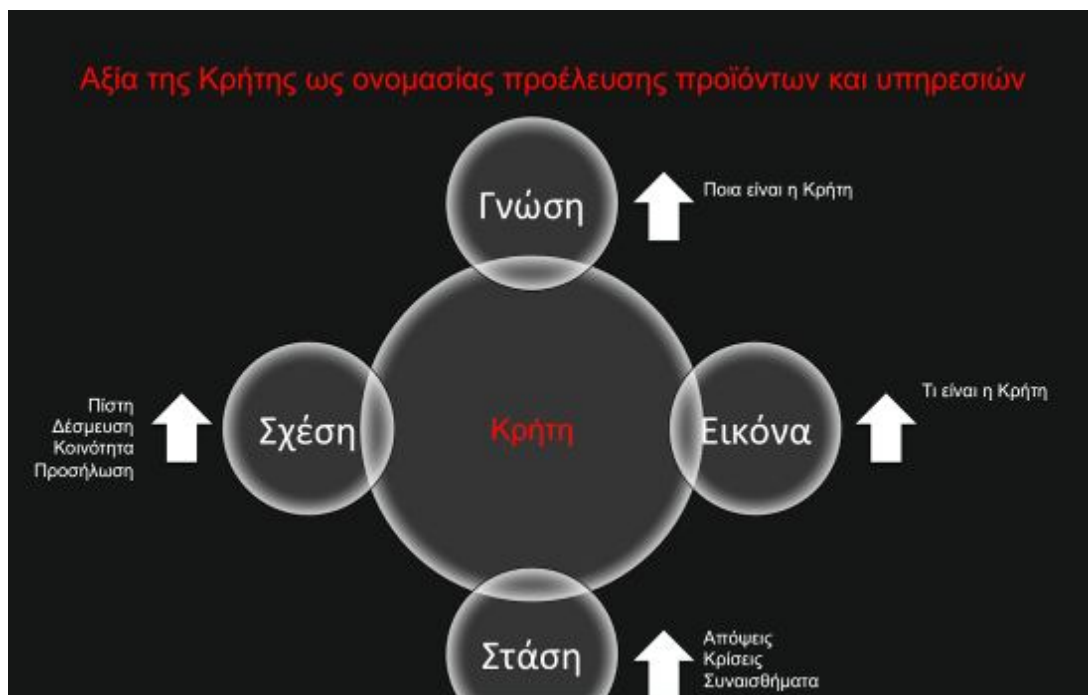 Αξία της Κρήτης ως ονομασίας προέλευσης προϊόντων και υπηρεσιών
Γνώση
Ποια είναι η Κρήτη
Πίστη
Δέσμευση
Κοινότητα
Προσήλωση
Σχέση
Κρήτη
Εικόνα
Τι είναι η Κρήτη
Στάση
Απόψεις
Κρίσεις
Συναισθήματα